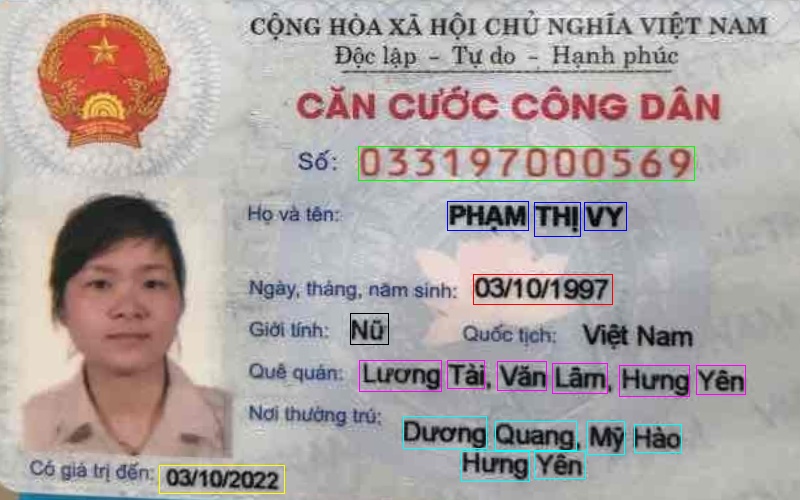 CỘNG HÒA XÃ HỘI CHỦ NGHĨA VIỆT NAM
Độc lập - Tự do - Hạnh phúc
CĂN CƯỚC CÔNG DÂN
Số: 033197000569
Họ và tên: PHẠM THỊ VY
Ngày, tháng, năm sinh: 03/10/1997
Giới tính: Nữ Quốc tịch: Việt Nam
Quê quán: Lương Tài, Văn Lâm, Hưng Yên
Nơi thường trú: Dương Quang, Mỹ Hào
Hưng Yên
Có giá trị đến: 03/10/2022